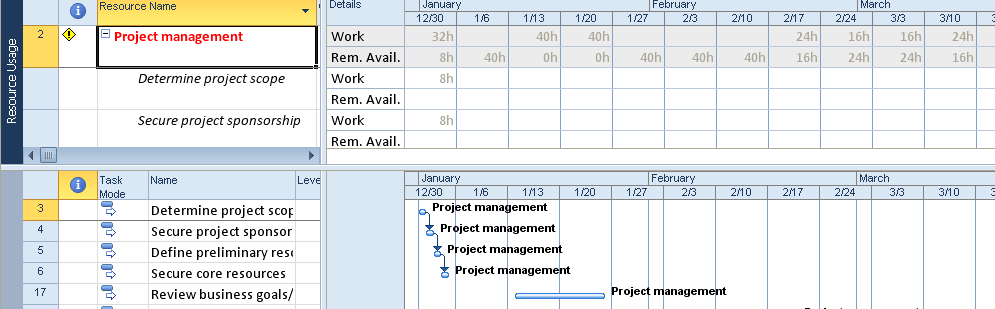 Resource Name Details January February March
12/30 1/6 1/13 1/20 1/27 2/3 2/10 2/17 2/24 3/3 3/10
2 Project management Work 32h 40h 40h 24h 16h 16h 24h
Rem. Avail. 8h 40h 0h 0h 40h 40h 40h 16h 24h 24h 16h
Determine project scope Work 8h
Rem. Avail.
Secure project sponsorship Work 8h
Rem. Avail.
Resource Usage
Task Mode Name Leve January February March
12/30 1/6 1/13 1/20 1/27 2/3 2/10 2/17 2/24 3/3 3/10
3 Determine project scop Project management
4 Secure project sponsor Project management
5 Define preliminary reso Project management
6 Secure core resources Project management
17 Review business goals/ Project management